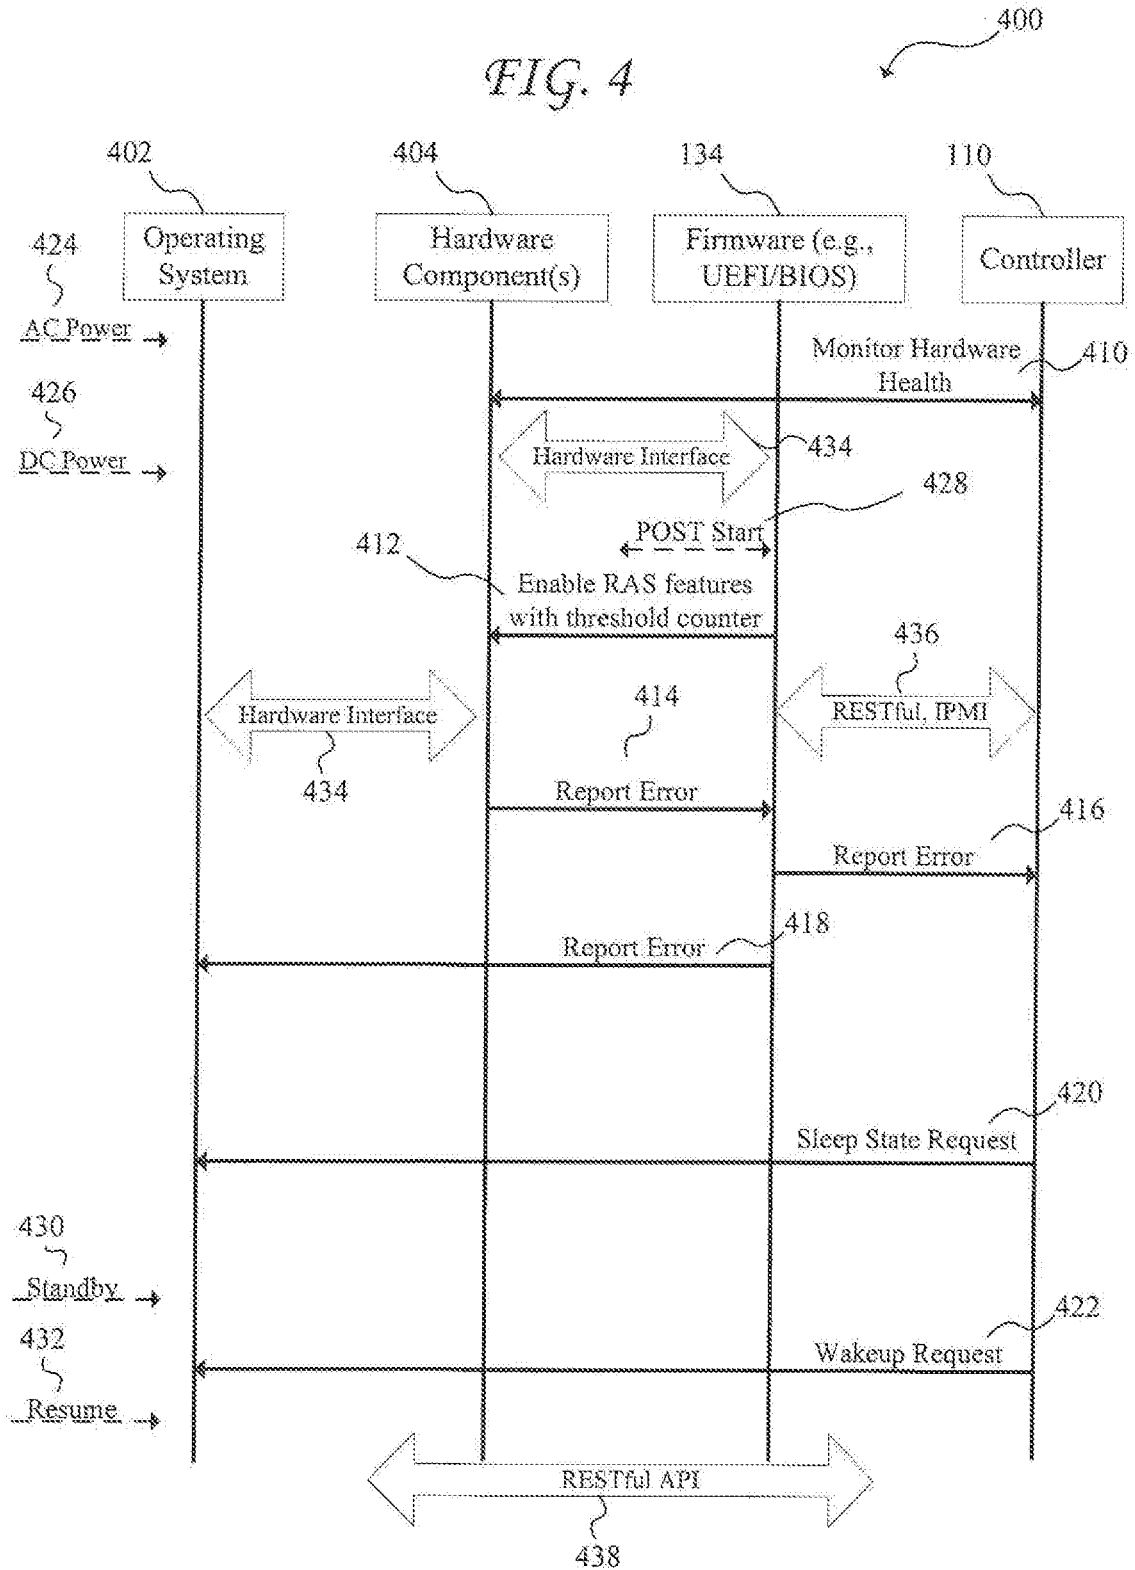 400
FIG. 4
402
404
134
110
Operating
System
Hardware
Component(s)
Firmware (e.g.,
UEFI/BIOS)
Controller
424
AC Power
Monitor Hardware
Health
410
426
DC Power
Hardware Interface
434
428
POST Start
412
Enable RAS features
with threshold counter
436
Hardware Interface
434
414
RESTful, IPMI
Report Error
416
Report Error
418
Report Error
420
Sleep State Request
430
Standby
422
432
Wakeup Request
Resume
RESTful API
438